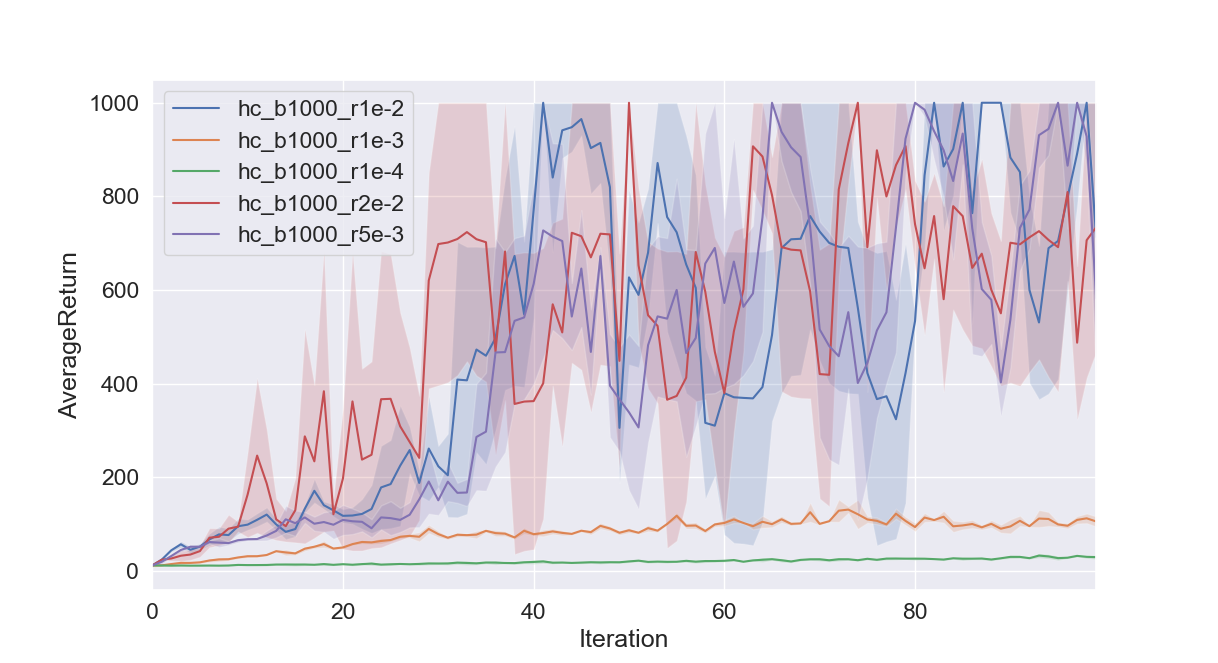 1000
800
600
400
200
0
AverageReturn
hc_b1000_r1e-2
hc_b1000_r1e-3
hc_b1000_r1e-4
hc_b1000_r2e-2
hc_b1000_r5e-3
0 20 40 60 80
Iteration